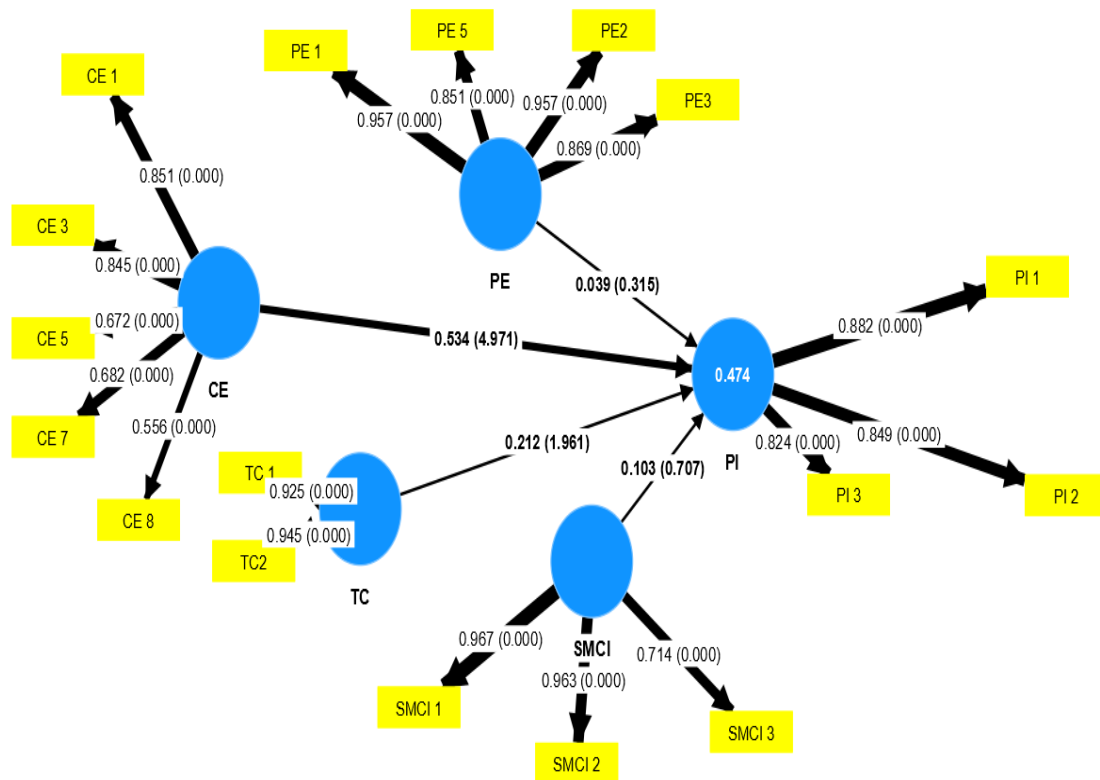 PE 5
PE2
PE 1
CE 1
PE3
0.851 (0.000)
0.957 (0.000)
0.957 (0.000)
0.869 (0.000)
0.851 (0.000)
CE 3
0.845 (0.000)
PE
PI 1
0.039 (0.315)
0.672 (0.000)
CE 5
0.534 (4.971)
0.882 (0.000)
0.682 (0.000)
CE
0.474
CE 7
0.556 (0.000)
0.212 (1.961)
PI
0.824 (0.000)
0.849 (0.000)
TC 1
0.925 (0.000)
0.103 (0.707)
PI 3
PI 2
CE 8
0.945 (0.000)
TC2
TC
SMCI
0.967 (0.000)
0.714 (0.000)
0.963 (0.000)
SMCI 1
SMCI 3
SMCI 2